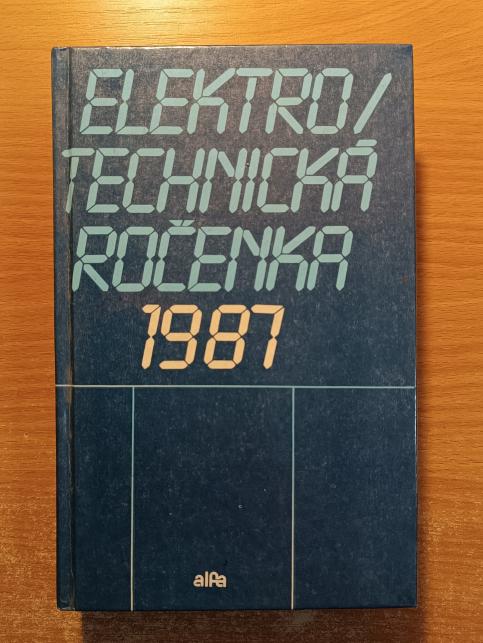 ELEKTRO/
TECHNICKÁ
ROČENKA
1987
alfa